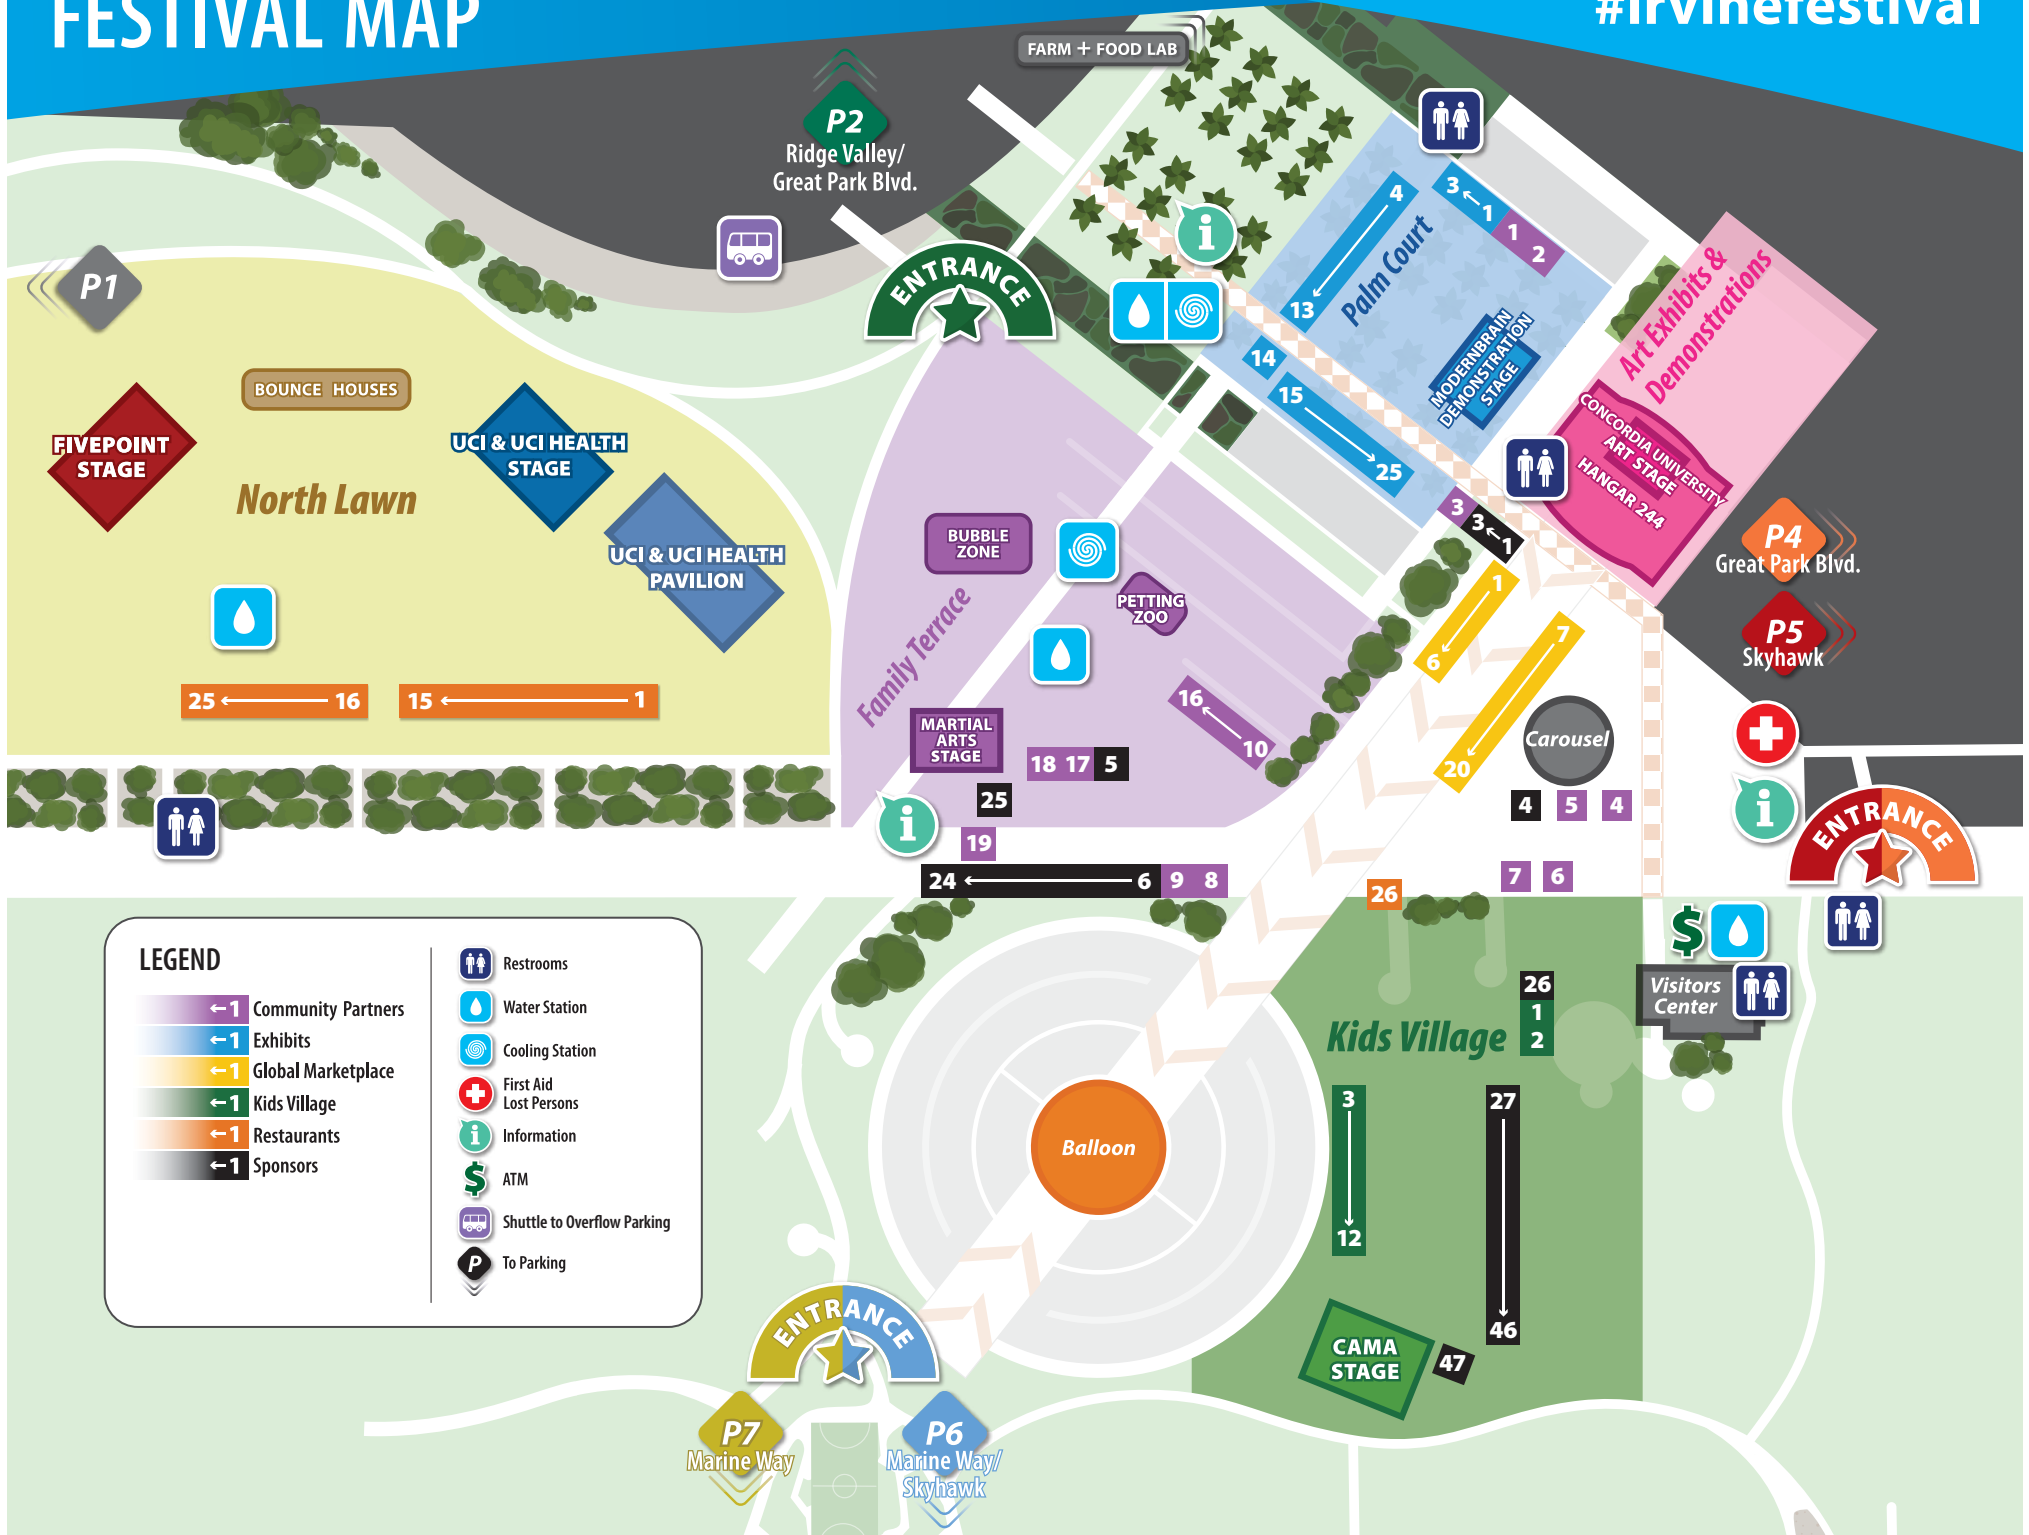 FESTIVAL MAP
#irvinefestival
FARM + FOOD LAB
P2
Ridge Valley/
Great Park Blvd.
P1
ENTRANCE
4
13
3 ← 1
1
2
Palm Court
14
15
25
MODERNBRAIN
DEMONSTRATION
STAGE
Art Exhibits &
Demonstrations
CONCORDIA UNIVERSITY
ART STAGE
HANGAR 244
BOUNCE HOUSES
FIVEPOINT
STAGE
UCI & UCI HEALTH
STAGE
North Lawn
UCI & UCI HEALTH
PAVILION
BUBBLE
ZONE
PETTING
ZOO
Family Terrace
3
3 ← 1
1
6
7
20
P4
Great Park Blvd.
P5
Skyhawk
25 ← 16
15 ← 1
MARTIAL
ARTS
STAGE
16
10
18 17 5
25
19
24 ← 6 9 8
Carousel
4 5 4
7 6
26
ENTRANCE
Visitors
Center
LEGEND
←1 Community Partners
←1 Exhibits
←1 Global Marketplace
←1 Kids Village
←1 Restaurants
←1 Sponsors
Restrooms
Water Station
Cooling Station
First Aid
Lost Persons
i Information
$ ATM
Shuttle to Overflow Parking
P To Parking
Kids Village
26
1
2
3
12
27
46
Balloon
CAMA
STAGE
47
ENTRANCE
P7
Marine Way
P6
Marine Way/
Skyhawk